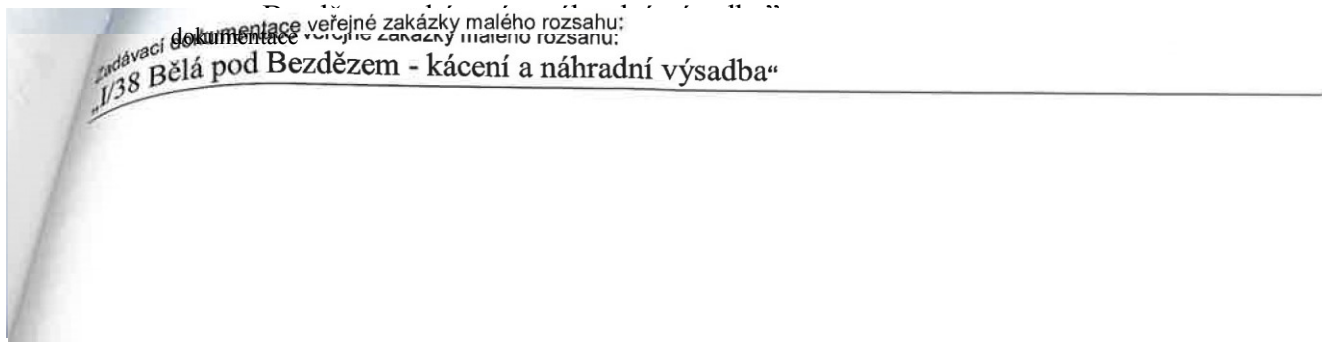 Zadávací dokumentace veřejné zakázky malého rozsahu:
„I/38 Bělá pod Bezdězem - kácení a náhradní výsadba“